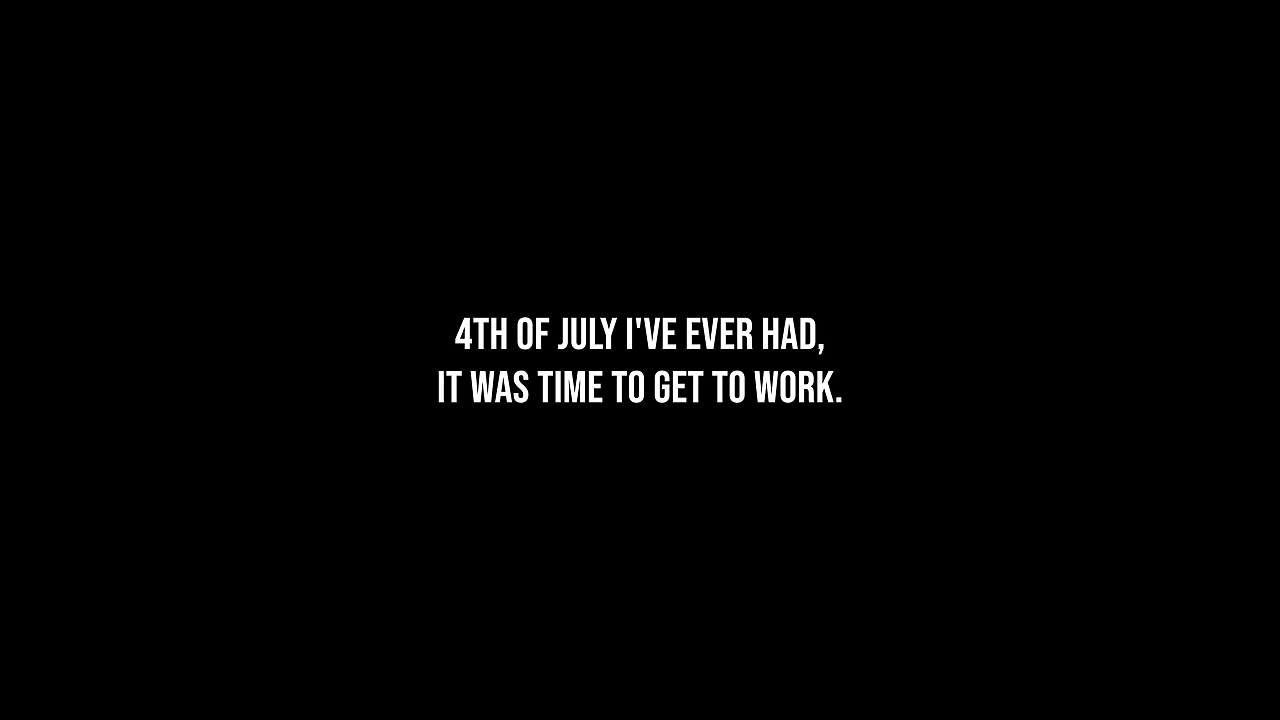 4TH OF JULY I'VE EVER HAD,
IT WAS TIME TO GET TO WORK.